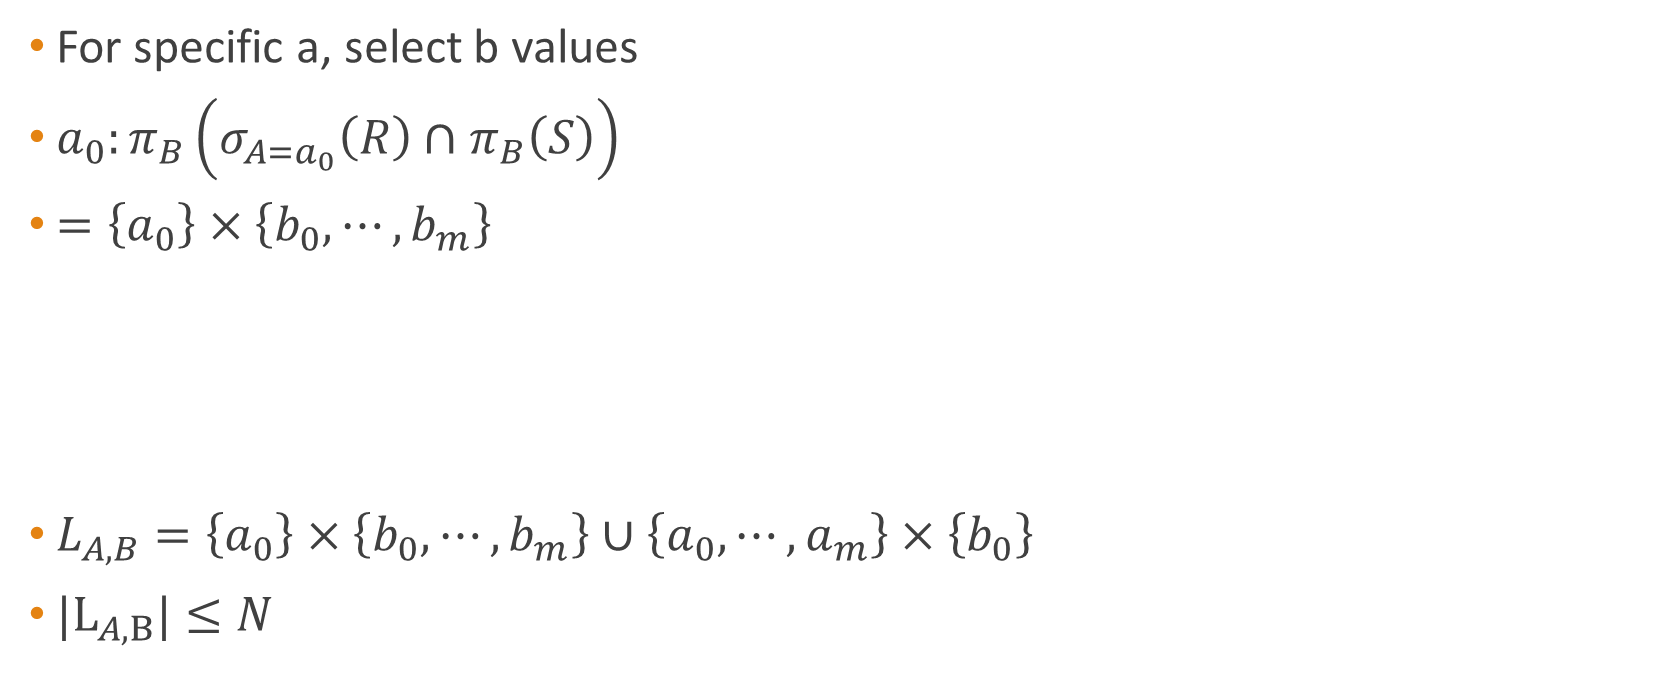 • For specific a, select b values
• 𝑎₀: 𝜋_𝐵 (𝜎_{𝐴=𝑎₀}(𝑅) ∩ 𝜋_𝐵(𝑆))
• = {𝑎₀} × {𝑏₀, ⋯ , 𝑏_𝑚}
• 𝐿_{𝐴,𝐵} = {𝑎₀} × {𝑏₀, ⋯ , 𝑏_𝑚} ∪ {𝑎₀, ⋯ , 𝑎_𝑚} × {𝑏₀}
• |L_{𝐴,B}| ≤ 𝑁